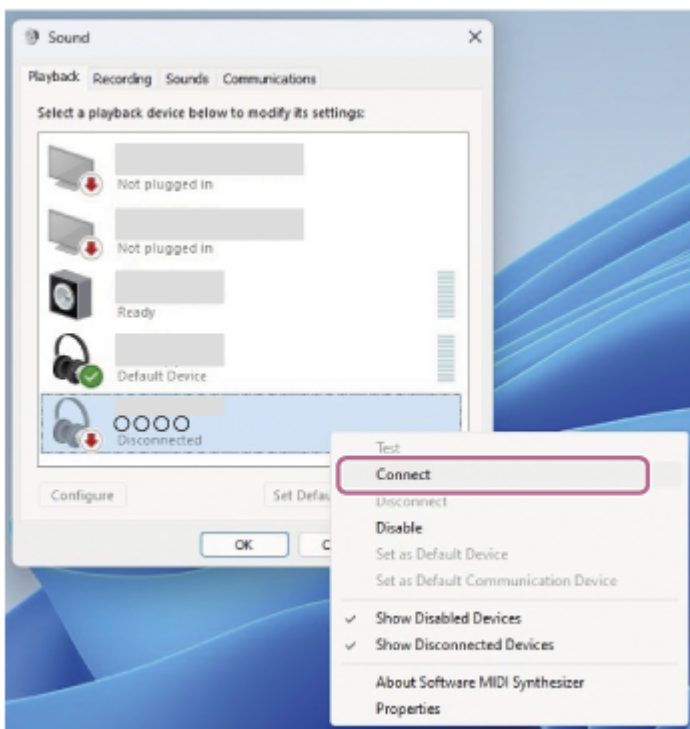 Sound
Playback Recording Sounds Communications
Select a playback device below to modify its settings:
Not plugged in
Not plugged in
Ready
Default Device
○○○○
Disconnected
Configure
Set Defau
OK
C
Test
Connect
Disconnect
Disable
Set as Default Device
Set as Default Communication Device
Show Disabled Devices
Show Disconnected Devices
About Software MIDI Synthesizer
Properties